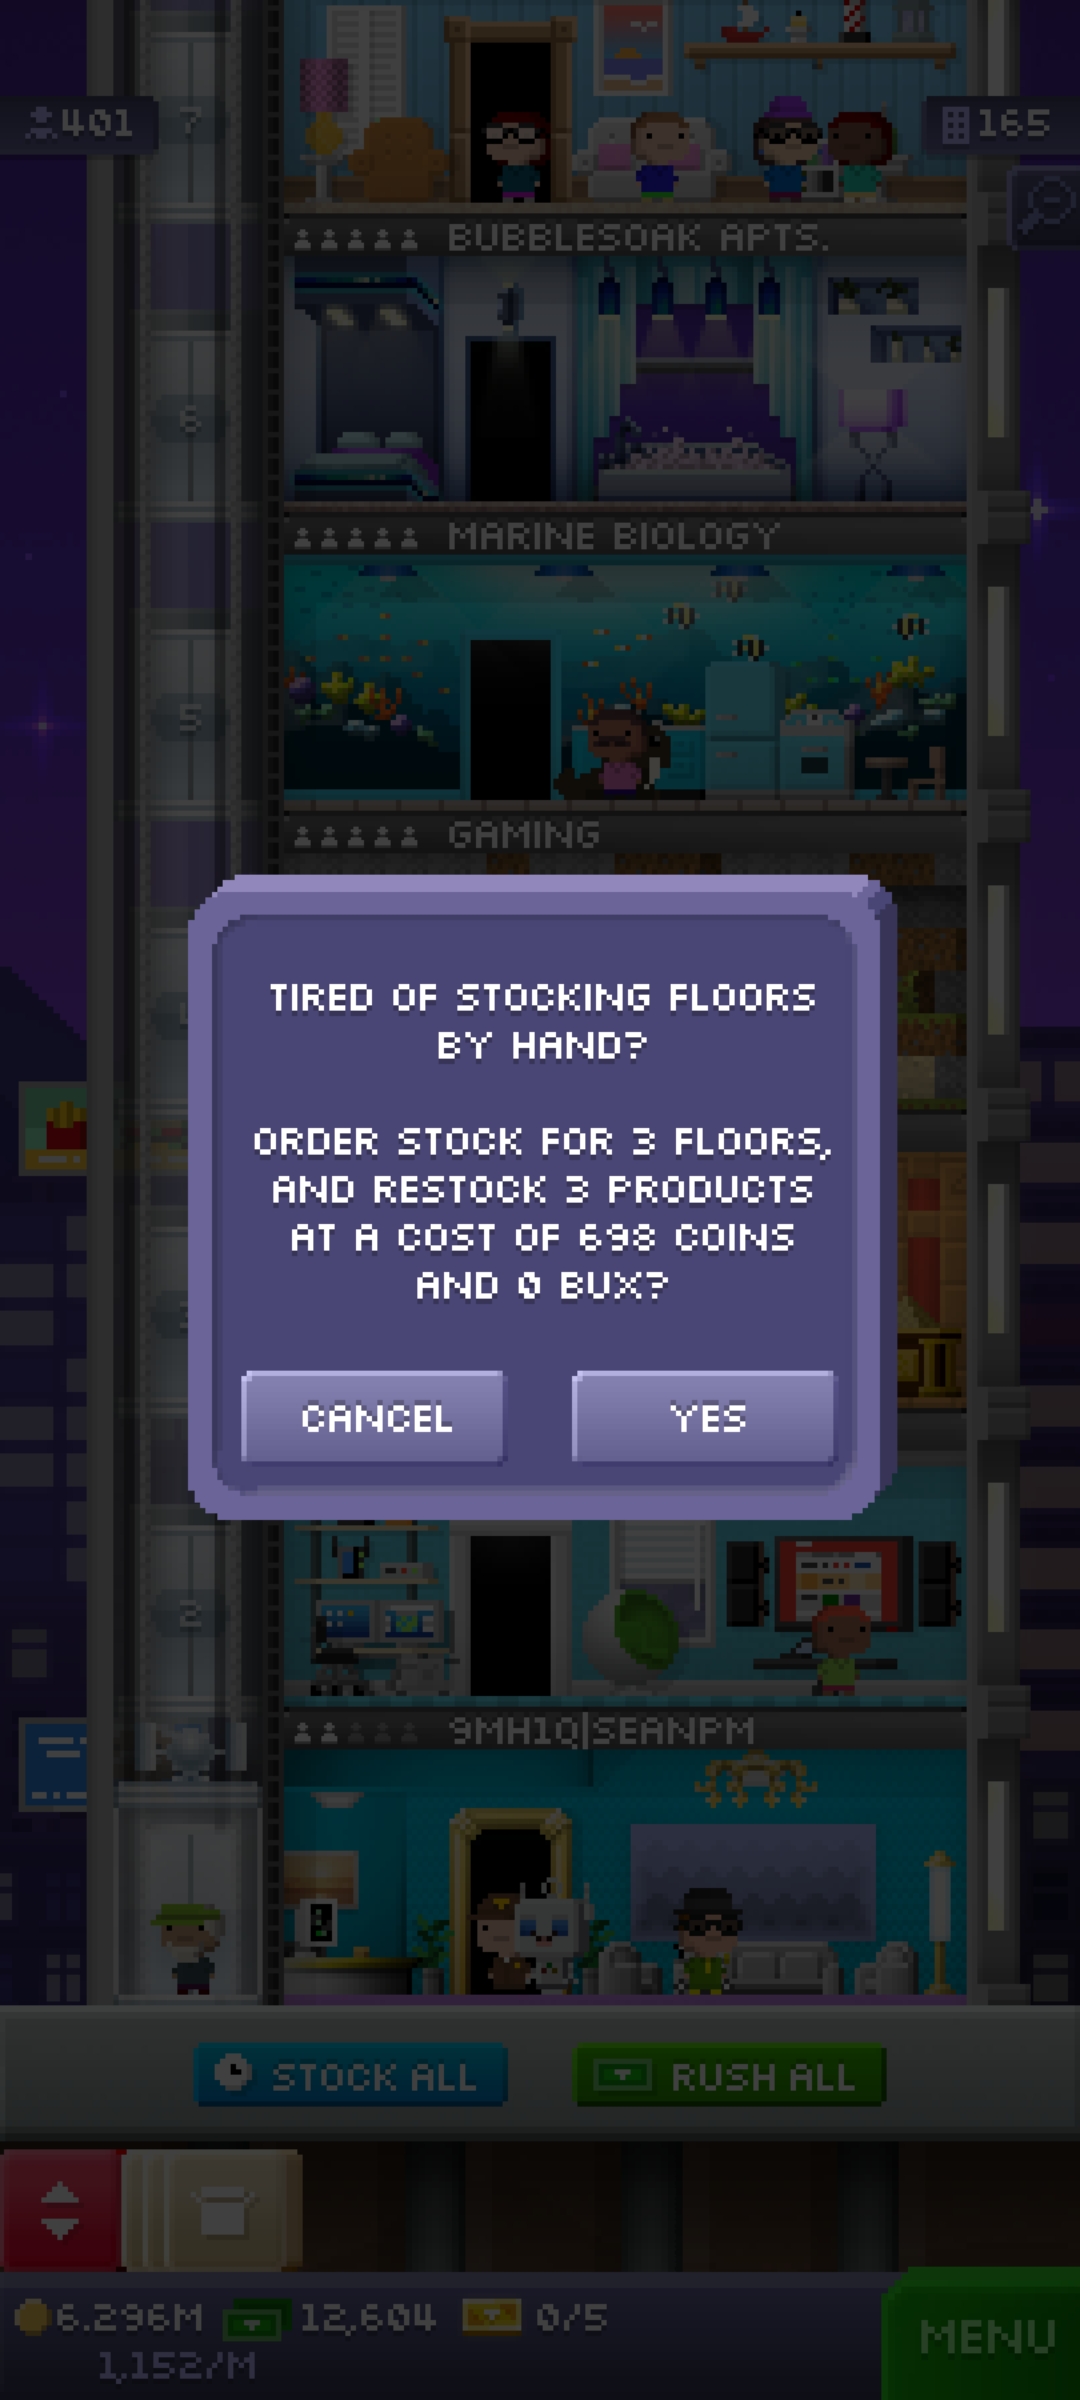 401
7
165
BUBBLESOAK APTS.
6
MARINE BIOLOGY
5
GAMING
TIRED OF STOCKING FLOORS
BY HAND?
ORDER STOCK FOR 3 FLOORS,
AND RESTOCK 3 PRODUCTS
AT A COST OF 698 COINS
AND 0 BUX?
CANCEL
YES
2
9MH1Q|SEANPM
STOCK ALL
RUSH ALL
6.296M
12,604
0/5
MENU
1,152/M